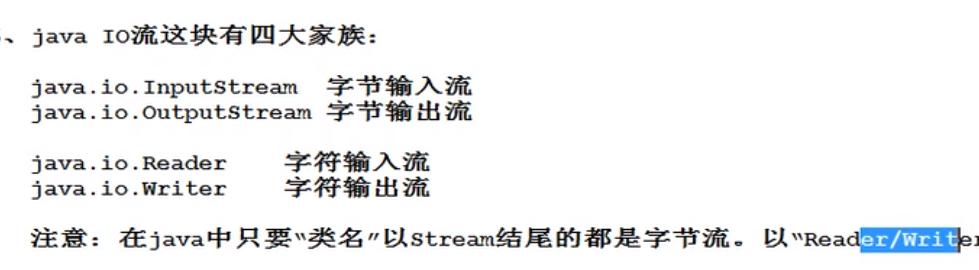 、java IO流这块有四大家族：
java.io.InputStream 字节输入流
java.io.OutputStream 字节输出流
java.io.Reader 字符输入流
java.io.Writer 字符输出流
注意：在java中只要“类名”以Stream结尾的都是字节流。以“Reader/Writer